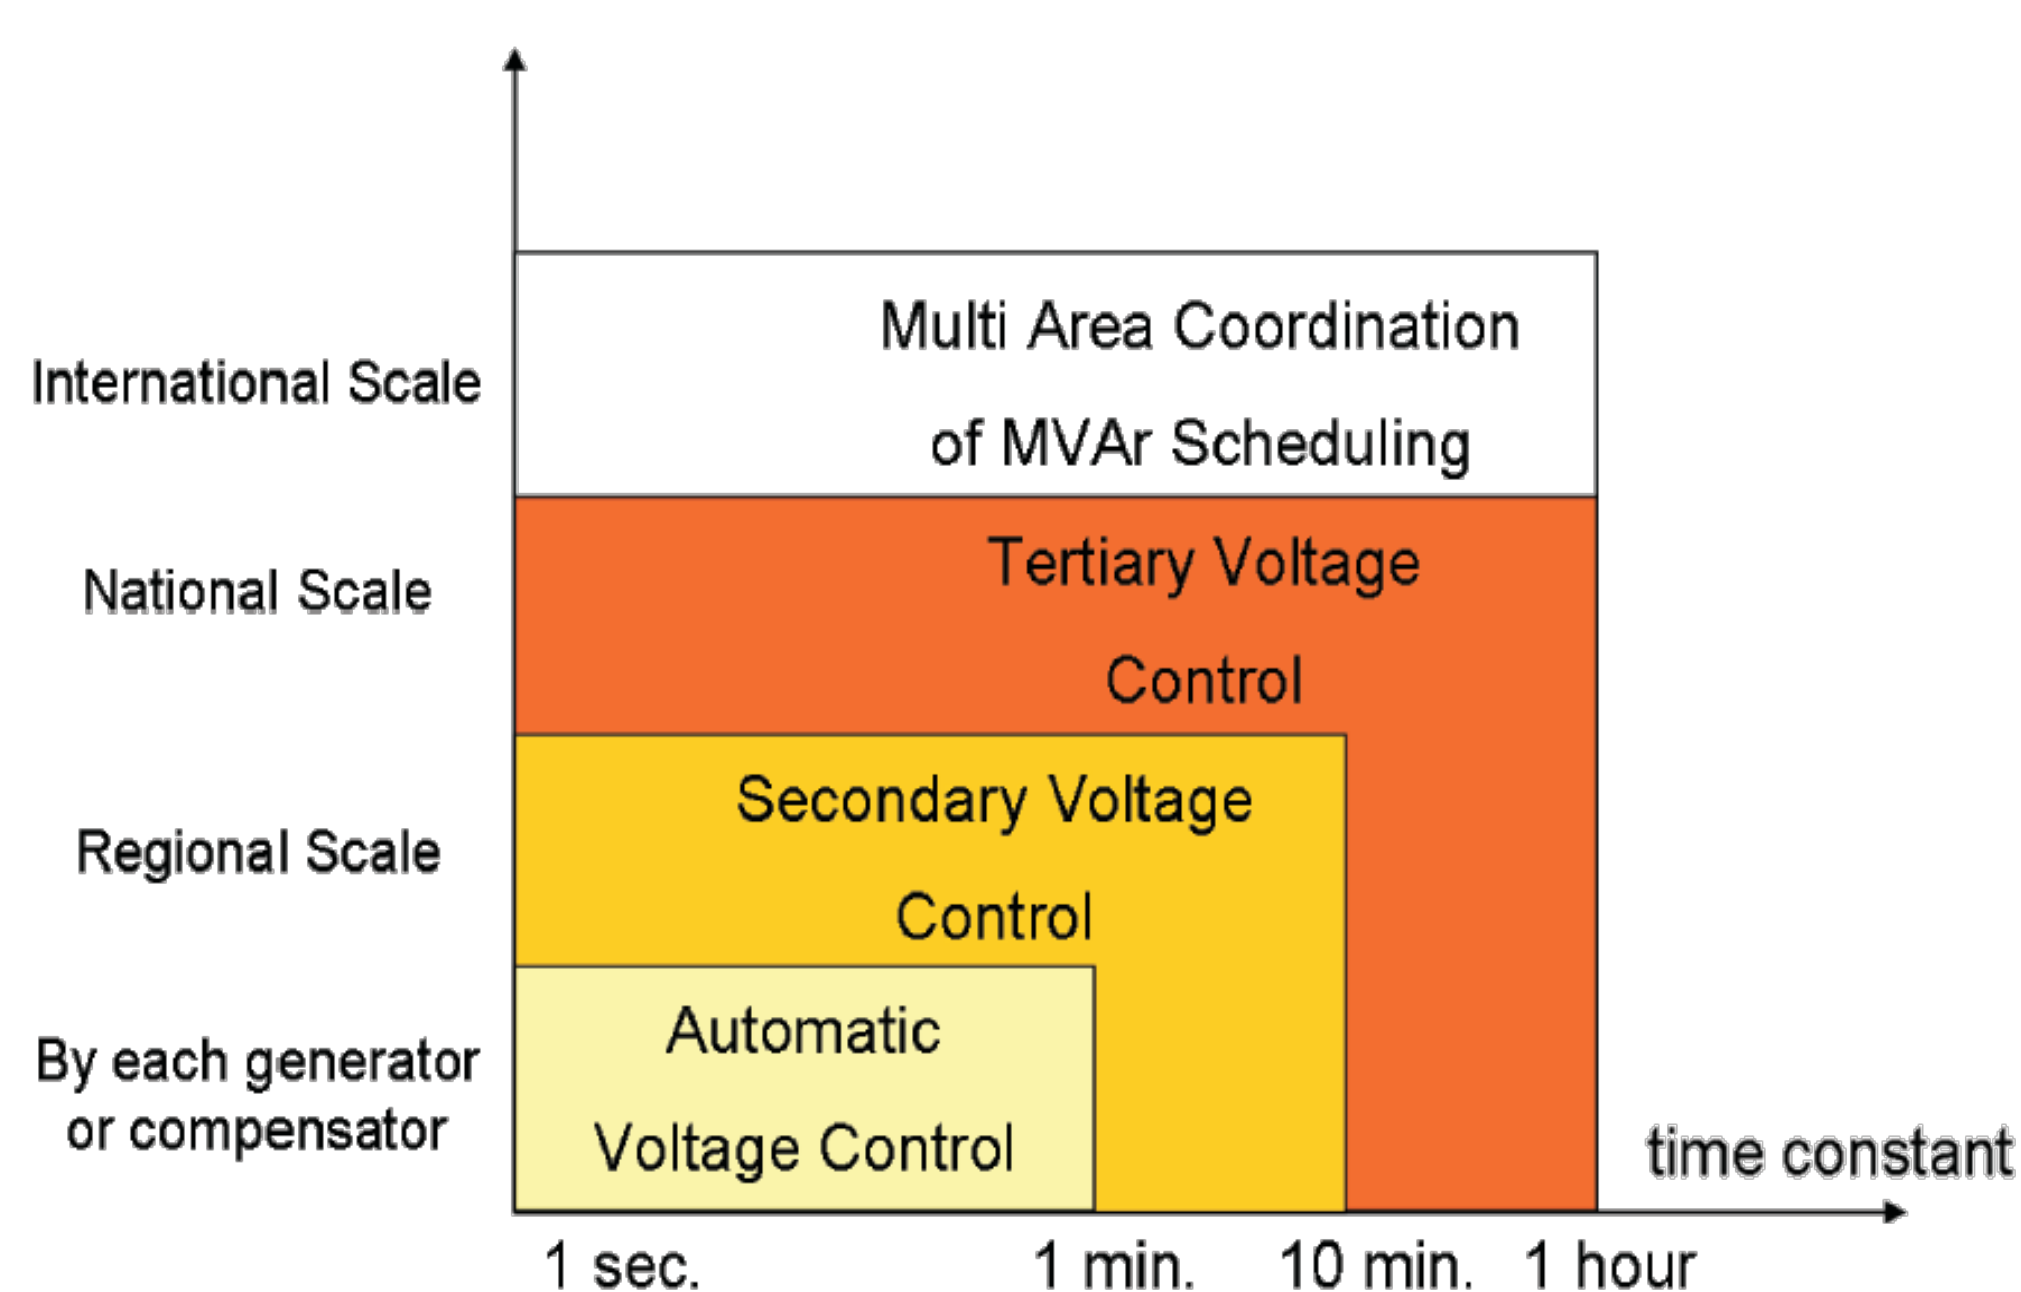 Multi Area Coordination
of MVAr Scheduling
International Scale
Tertiary Voltage
Control
National Scale
Secondary Voltage
Control
Regional Scale
Automatic
Voltage Control
By each generator
or compensator
time constant
1 sec.
1 min.
10 min.
1 hour